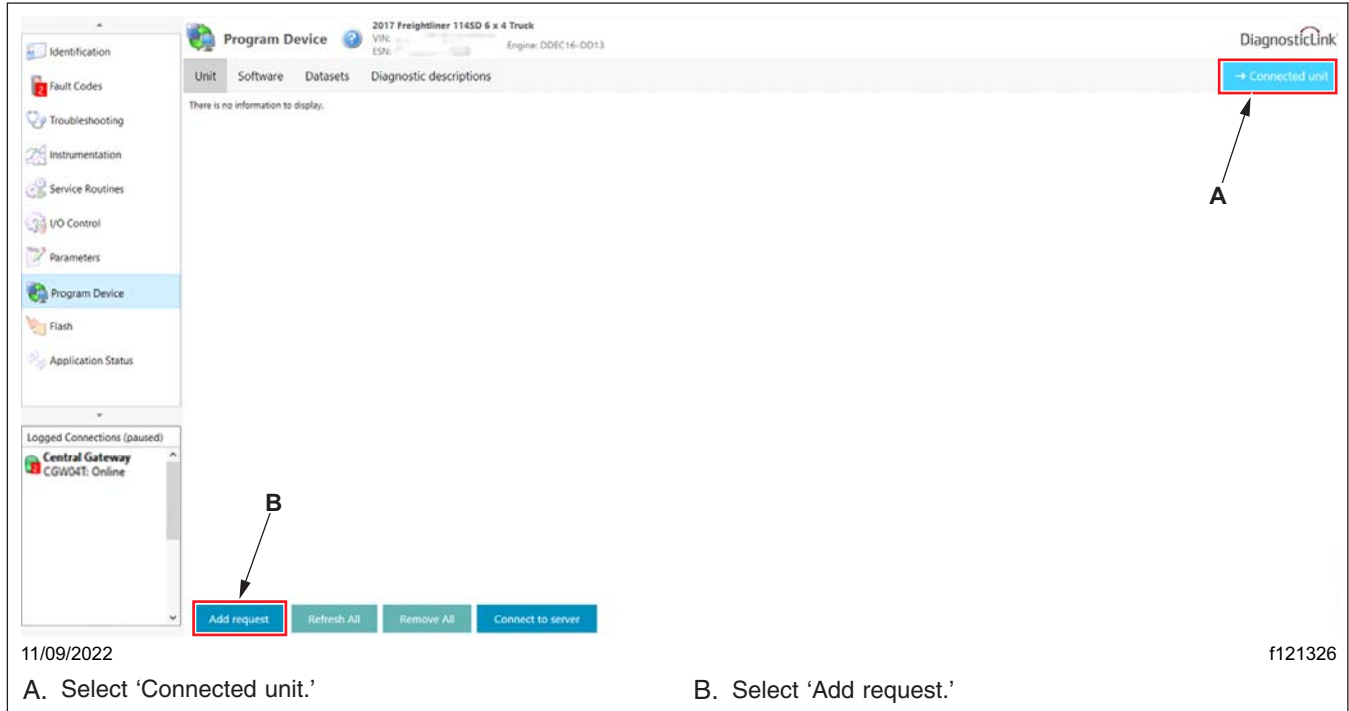 Program Device
2017 Freightliner 114SD 6 x 4 Truck
VIN:
ESN:
Engine: DDEC16-DD13
DiagnosticLink
Unit Software Datasets Diagnostic descriptions
→ Connected unit
There is no information to display.
Identification
2 Fault Codes
Troubleshooting
Instrumentation
Service Routines
I/O Control
Parameters
Program Device
Flash
Application Status
A
Logged Connections (paused)
2 Central Gateway
CGW04T: Online
B
Add request Refresh All Remove All Connect to server
11/09/2022 f121326
A. Select ‘Connected unit.’ B. Select ‘Add request.’